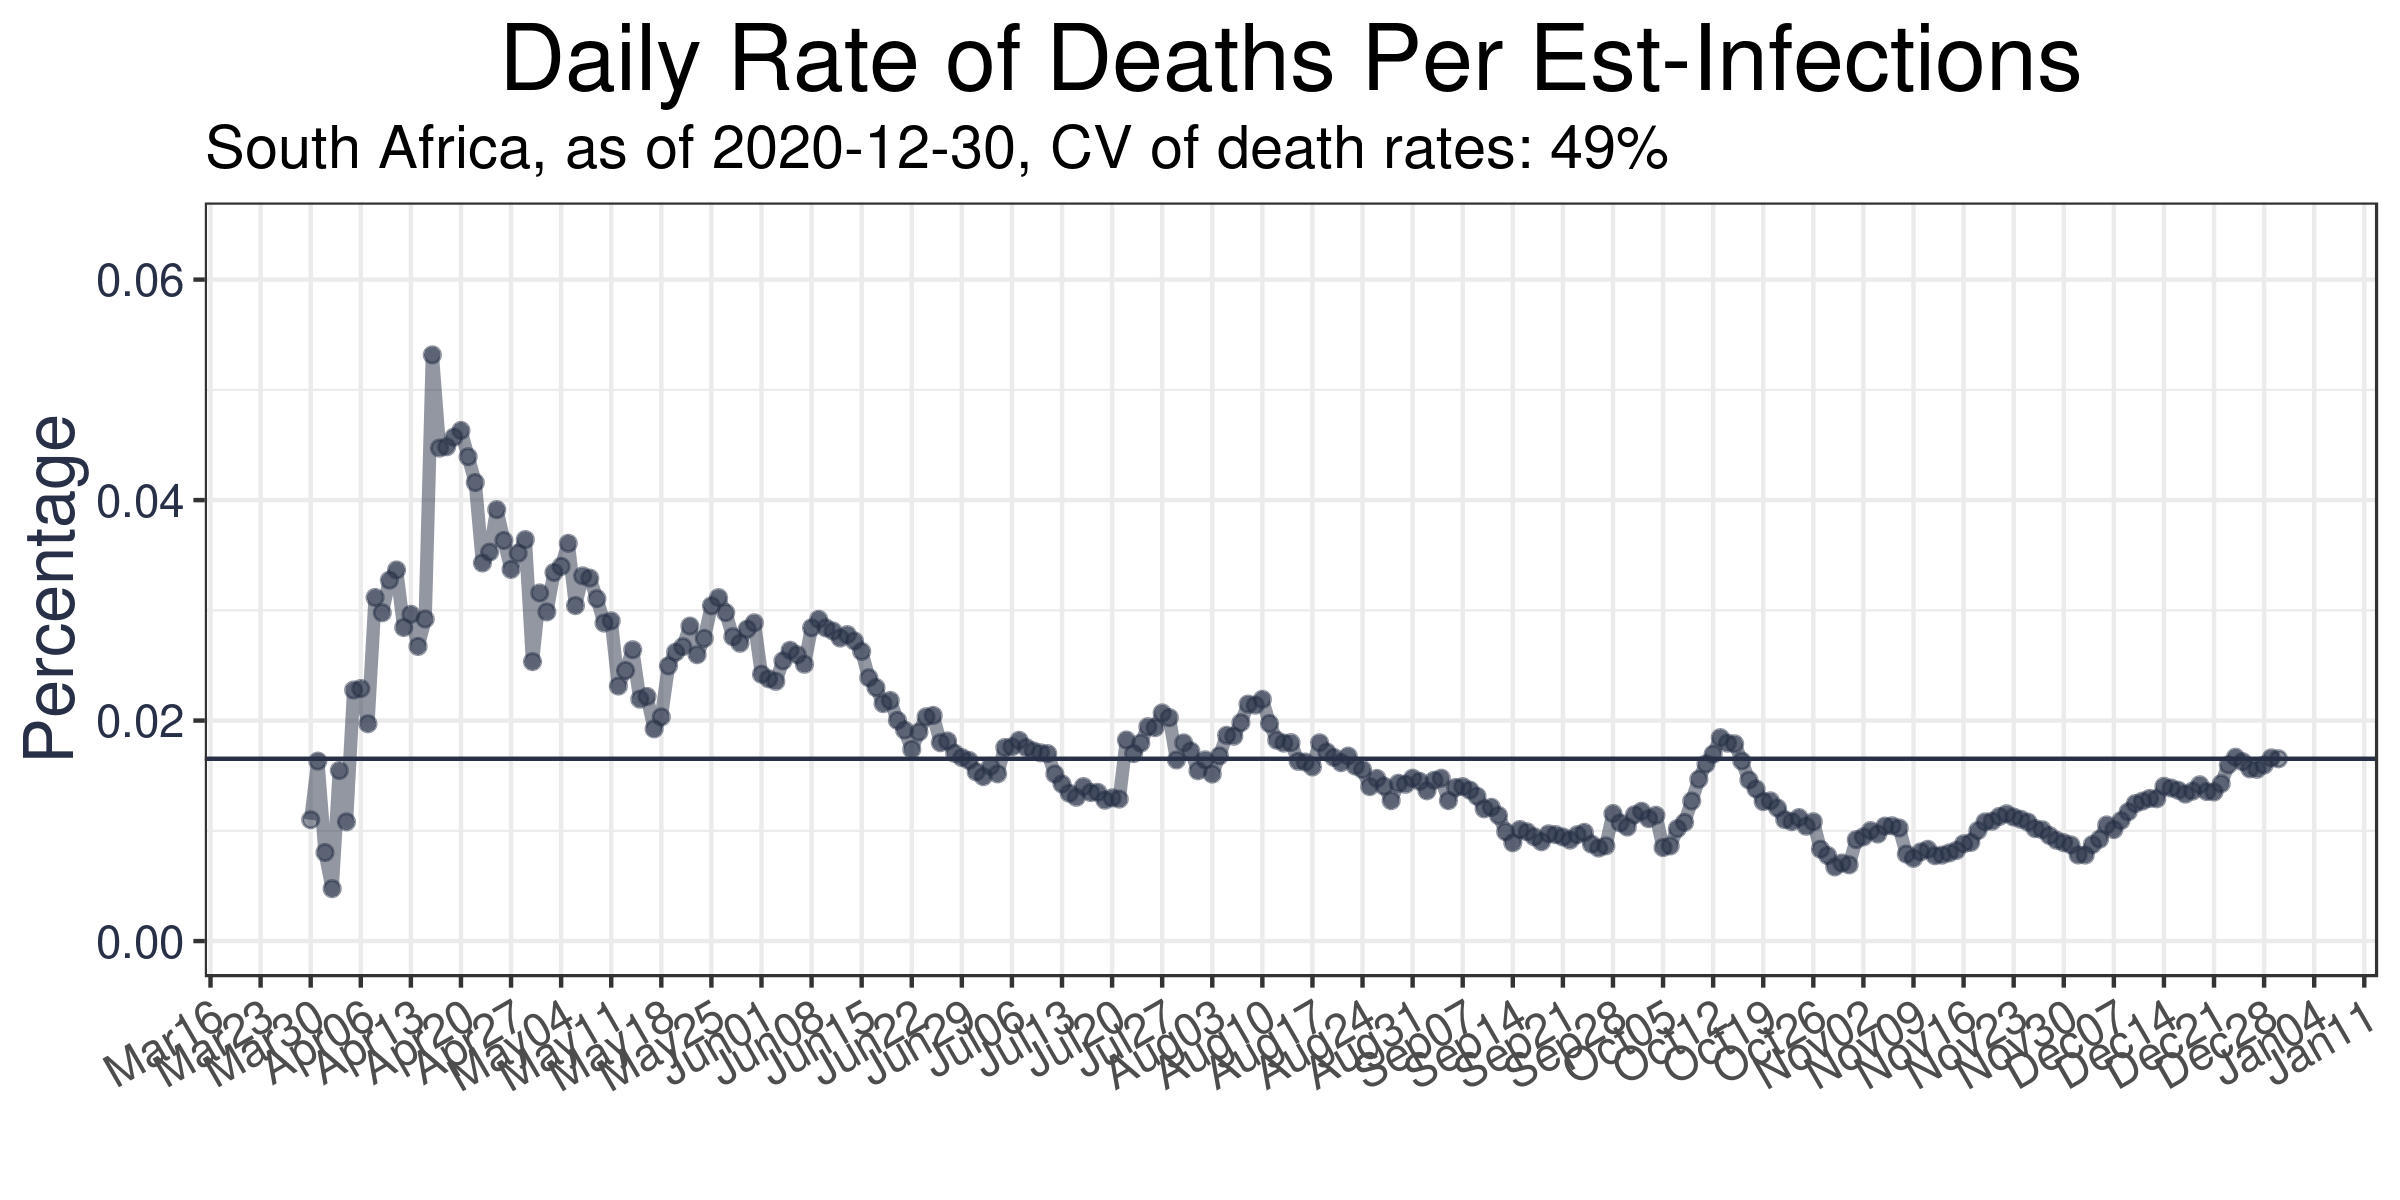 Daily Rate of Deaths Per Est-Infections
South Africa, as of 2020-12-30, CV of death rates: 49%
Percentage
0.06
0.04
0.02
0.00
Mar16
Mar23
Mar30
Apr06
Apr13
Apr20
Apr27
May04
May11
May18
May25
Jun01
Jun08
Jun15
Jun22
Jun29
Jul06
Jul13
Jul20
Jul27
Aug03
Aug10
Aug17
Aug24
Aug31
Sep07
Sep14
Sep21
Sep28
Oct05
Oct12
Oct19
Oct26
Nov02
Nov09
Nov16
Nov23
Nov30
Dec07
Dec14
Dec21
Dec28
Jan04
Jan11